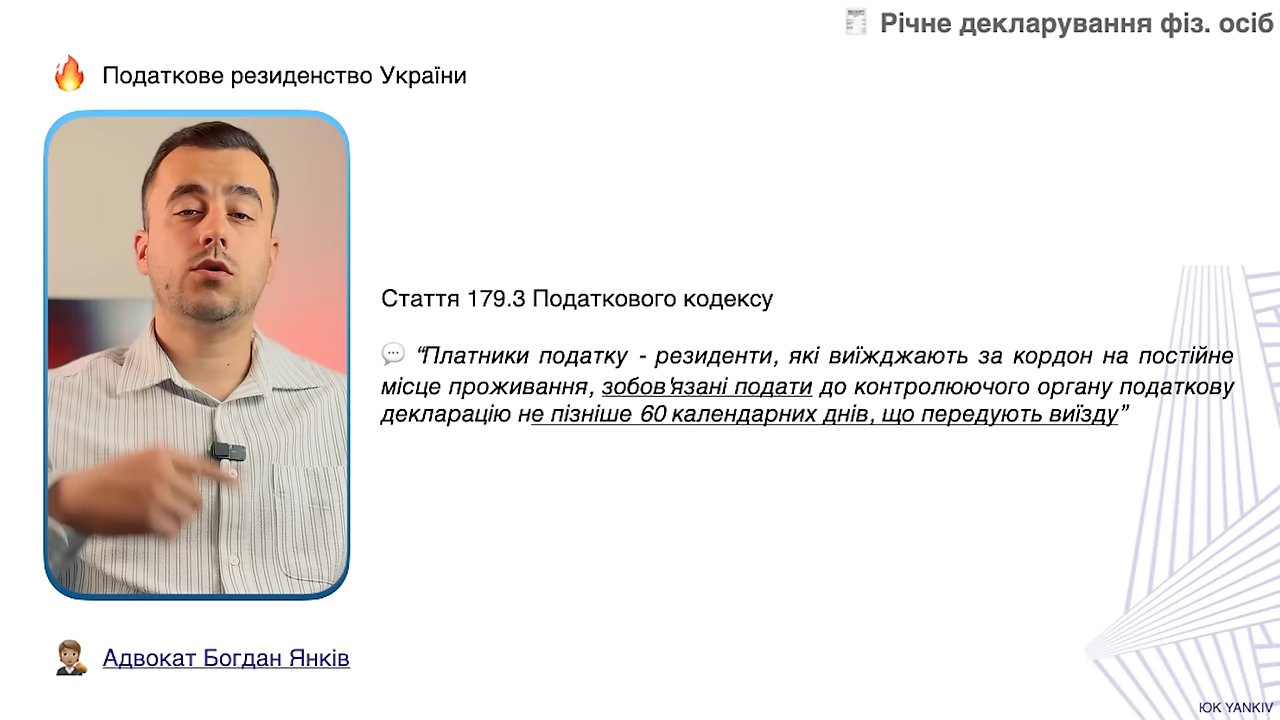 Річне декларування фіз. осіб
Податкове резиденство України
Стаття 179.3 Податкового кодексу
“Платники податку - резиденти, які виїжджають за кордон на постійне
місце проживання, зобов'язані подати до контролюючого органу податкову
декларацію не пізніше 60 календарних днів, що передують виїзду”
Адвокат Богдан Янків
ЮК YANKIV